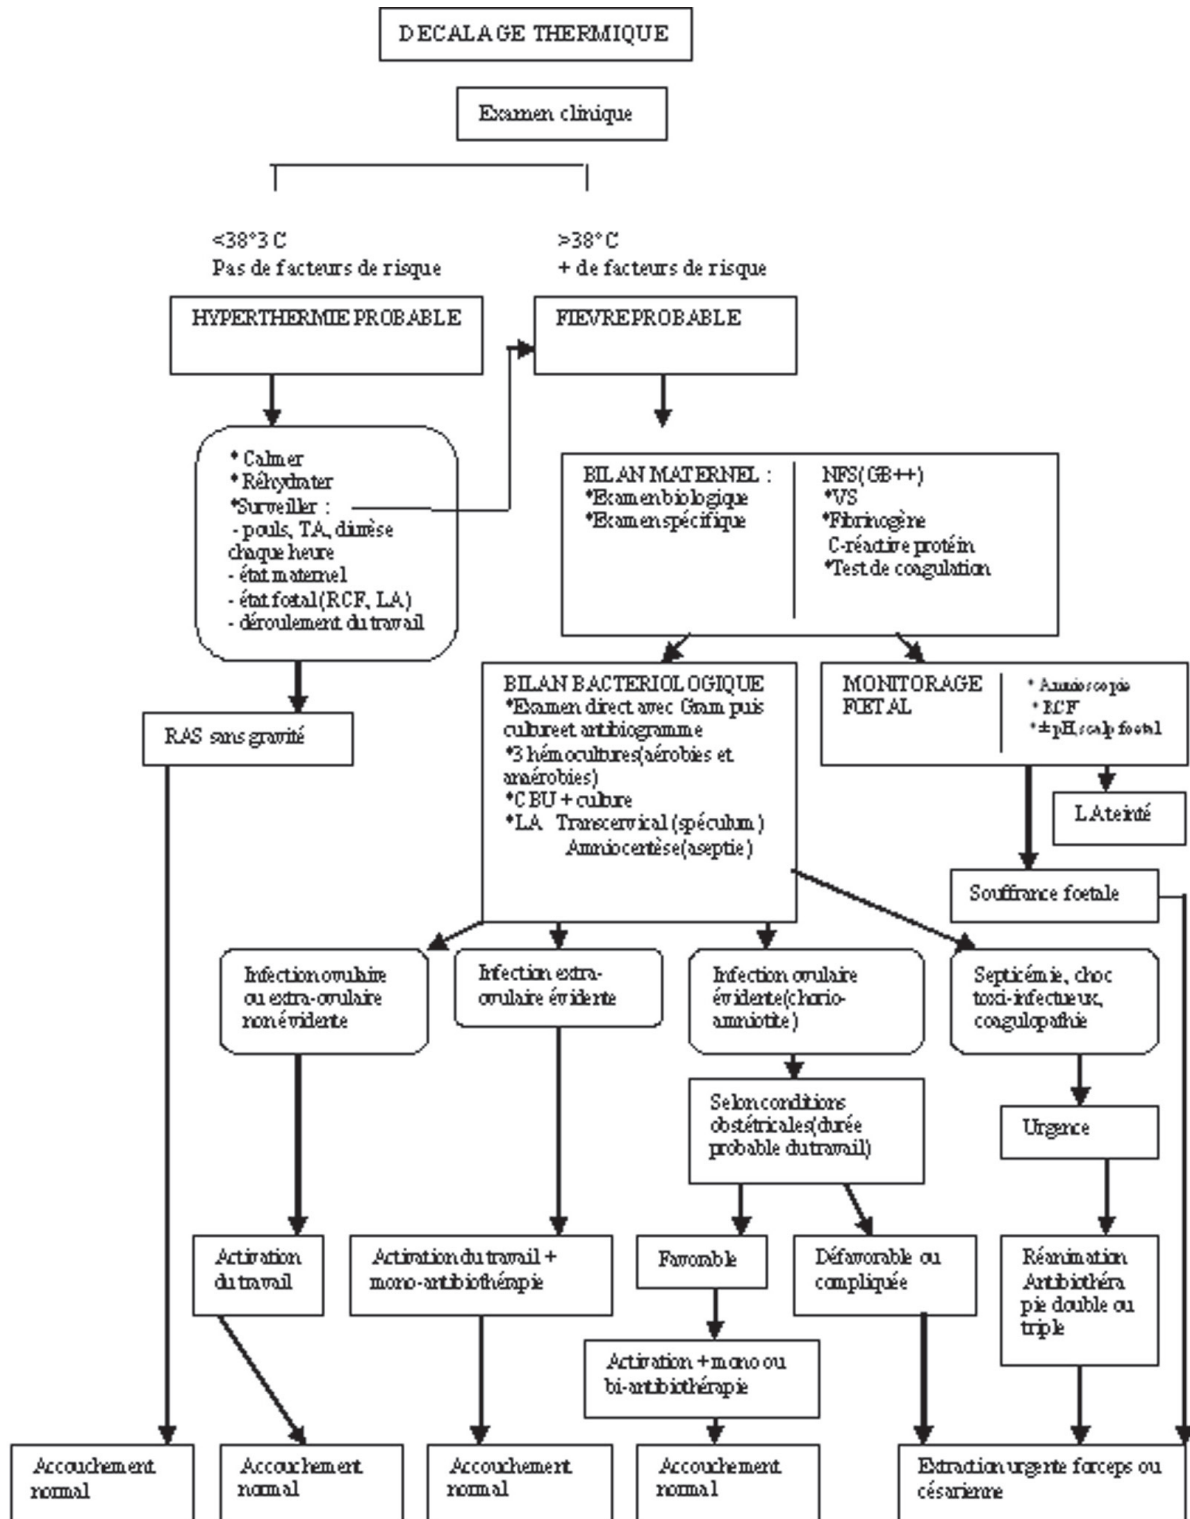 DECALAGE THERMIQUE
Examen clinique
<38°3 C
Pas de facteurs de risque
>38°C
+ de facteurs de risque
HYPERTHERMIE PROBABLE
FIEVRE PROBABLE
* Calmer
* Réhydrater
*Surveiller :
- pouls, TA, diurèse
chaque heure
- état maternel
- état fœtal (RCF, LA)
- déroulement du travail
BILAN MATERNEL :
*Examen biologique
*Examen spécifique
NFS(GB++)
*VS
*Fibrinogène
C-réactive protéin
*Test de coagulation
BILAN BACTERIOLOGIQUE
*Examen direct avec Gram puis
culture et antibiogramme
*3 hémocultures(aérobies et
anaérobies)
*CBU + culture
*LA Transcervical (spéculum)
Amniocertèse(aseptie)
MONITORAGE
FŒTAL
* Amnioscopie
* RCF
* ± pH, scalp foetal
RAS sans gravité
LA teinté
Souffrance foetale
Infection ovulaire
ou extra-ovulaire
non évidente
Infection extra-
ovulaire évidente
Infection ovulaire
évidente(chorio-
amniotite)
Septicémie, choc
toxi-infectueux,
coagulopathie
Selon conditions
obstétricales(durée
probable du travail)
Urgence
Activation
du travail
Activation du travail +
mono-antibiothérapie
Favorable
Défavorable ou
compliquée
Réanimation
Antibiothéra
pie double ou
triple
Activation + mono ou
bi-antibiothérapie
Accouchement
normal
Accouchement
normal
Accouchement
normal
Accouchement
normal
Extraction urgente forceps ou
césarienne